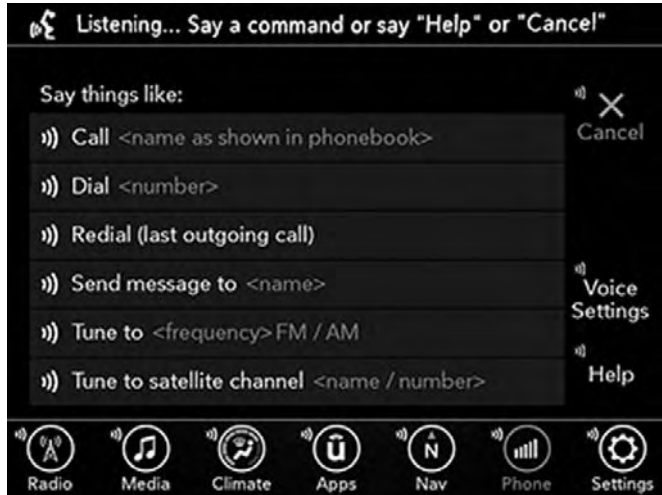 Listening... Say a command or say "Help" or "Cancel"
Say things like:
Call <name as shown in phonebook>
Dial <number>
Redial (last outgoing call)
Send message to <name>
Tune to <frequency> FM / AM
Tune to satellite channel <name / number>
Cancel
Voice
Settings
Help
ū N
Radio Media Climate Apps Nav Phone Settings